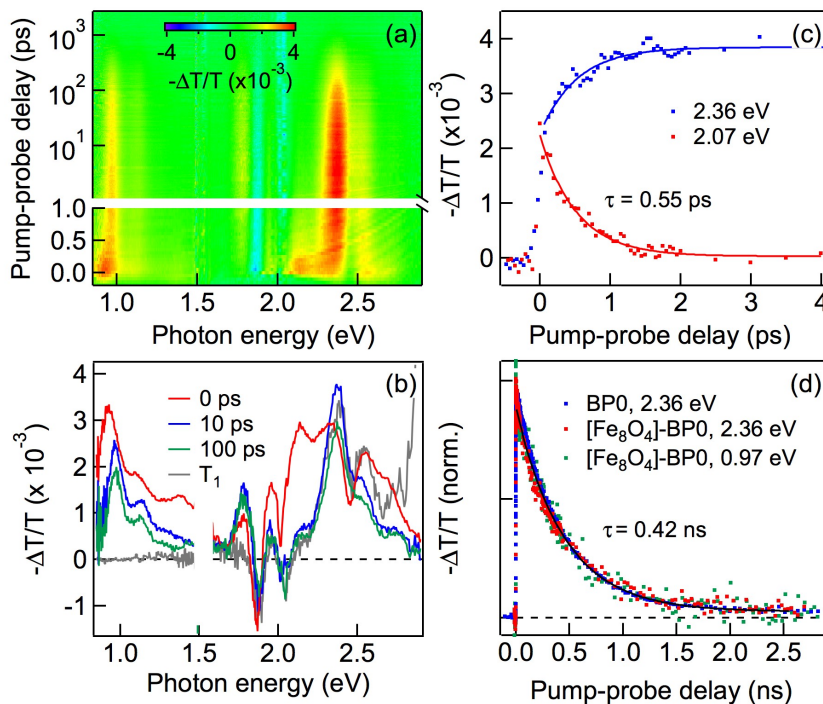 (a)
-4 0 4
-ΔT/T (x10⁻³)
10³
10²
10¹
1.0
0.5
0.0
Pump-probe delay (ps)
1.0 1.5 2.0 2.5
Photon energy (eV)
(c)
4
3
2
1
0
-ΔT/T (x10⁻³)
2.36 eV
2.07 eV
τ = 0.55 ps
0 1 2 3 4
Pump-probe delay (ps)
(b)
4
3
2
1
0
-1
-ΔT/T (x 10⁻³)
0 ps
10 ps
100 ps
T₁
1.0 1.5 2.0 2.5
Photon energy (eV)
(d)
-ΔT/T (norm.)
BP0, 2.36 eV
[Fe₈O₄]-BP0, 2.36 eV
[Fe₈O₄]-BP0, 0.97 eV
τ = 0.42 ns
0.0 0.5 1.0 1.5 2.0 2.5
Pump-probe delay (ns)